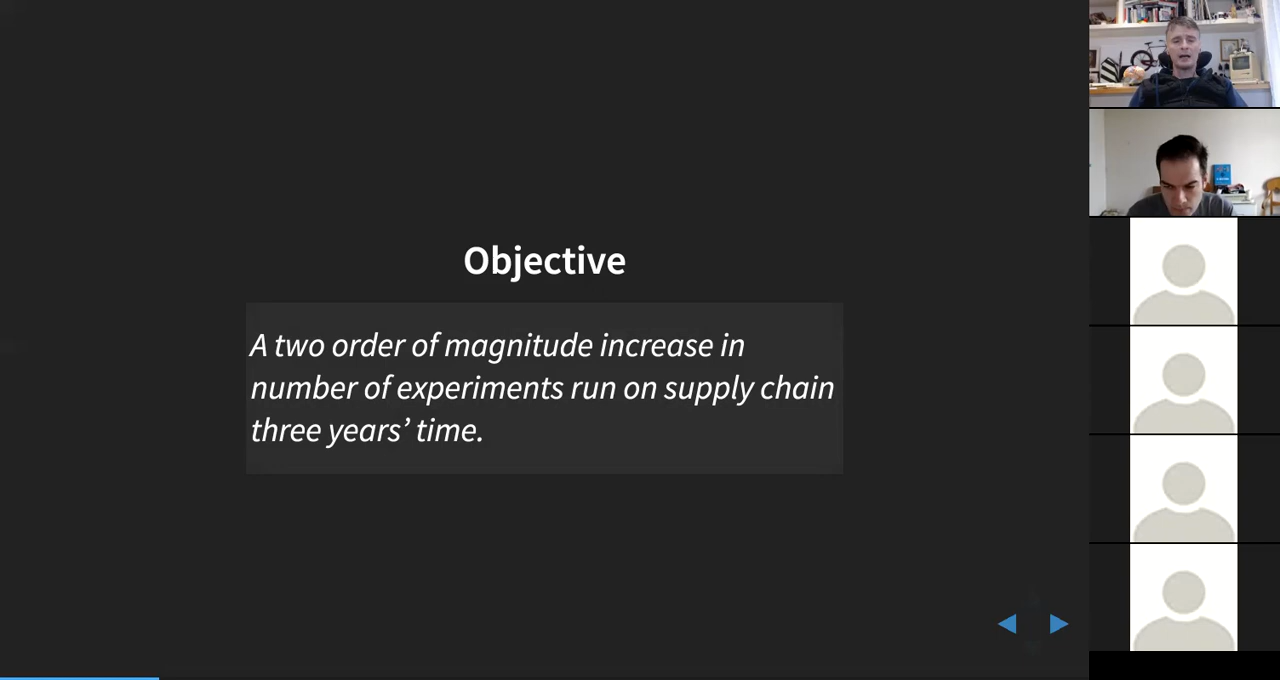 Objective
A two order of magnitude increase in
number of experiments run on supply chain
three years’ time.